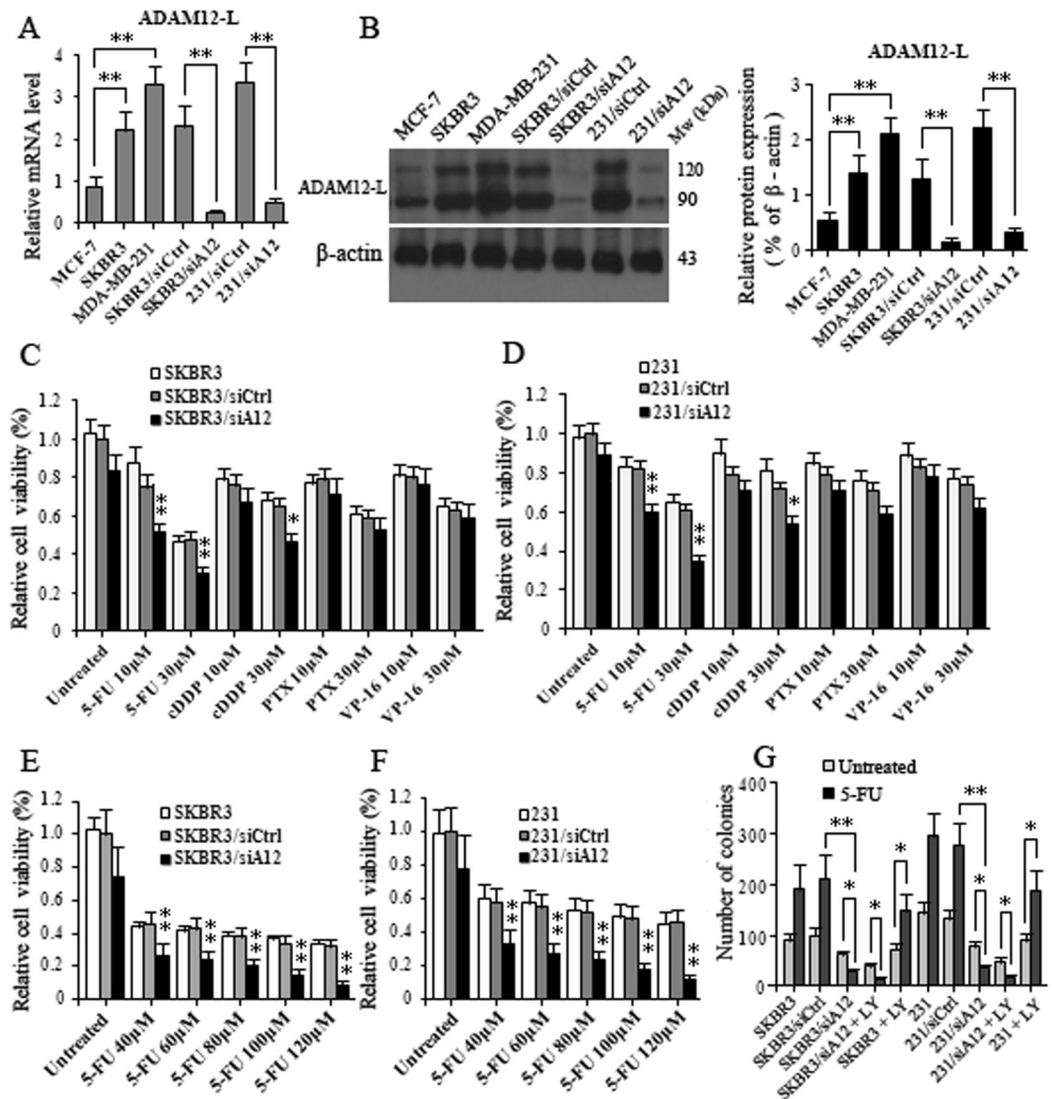 A
ADAM12-L
Relative mRNA level
4
3
2
1
0
**
**
**
**
MCF-7
SKBR3
MDA-MB-231
SKBR3/siCtrl
SKBR3/siA12
231/siCtrl
231/siA12
B
MCF-7
SKBR3
MDA-MB-231
SKBR3/siCtrl
SKBR3/siA12
231/siCtrl
231/siA12
Mw (kDa)
ADAM12-L
120
90
β-actin
43
ADAM12-L
Relative protein expression
( % of β - actin )
3
2
1
0
**
**
**
**
MCF-7
SKBR3
MDA-MB-231
SKBR3/siCtrl
SKBR3/siA12
231/siCtrl
231/siA12
C
SKBR3
SKBR3/siCtrl
SKBR3/siA12
Relative cell viability (%)
1.2
1.0
0.8
0.6
0.4
0.2
0
**
**
*
Untreated
5-FU 10μM
5-FU 30μM
cDDP 10μM
cDDP 30μM
PTX 10μM
PTX 30μM
VP-16 10μM
VP-16 30μM
D
231
231/siCtrl
231/siA12
Relative cell viability (%)
1.2
1.0
0.8
0.6
0.4
0.2
0
**
**
*
Untreated
5-FU 10μM
5-FU 30μM
cDDP 10μM
cDDP 30μM
PTX 10μM
PTX 30μM
VP-16 10μM
VP-16 30μM
E
SKBR3
SKBR3/siCtrl
SKBR3/siA12
Relative cell viability (%)
1.2
1.0
0.8
0.6
0.4
0.2
0
**
**
**
**
**
Untreated
5-FU 40μM
5-FU 60μM
5-FU 80μM
5-FU 100μM
5-FU 120μM
F
231
231/siCtrl
231/siA12
Relative cell viability (%)
1.2
1.0
0.8
0.6
0.4
0.2
0
**
**
**
**
**
Untreated
5-FU 40μM
5-FU 60μM
5-FU 80μM
5-FU 100μM
5-FU 120μM
G
Untreated
5-FU
Number of colonies
400
300
200
100
0
**
*
*
*
**
*
*
*
SKBR3
SKBR3/siCtrl
SKBR3/siA12
SKBR3/siA12 + LY
SKBR3 + LY
231
231/siCtrl
231/siA12
231/siA12 + LY
231 + LY